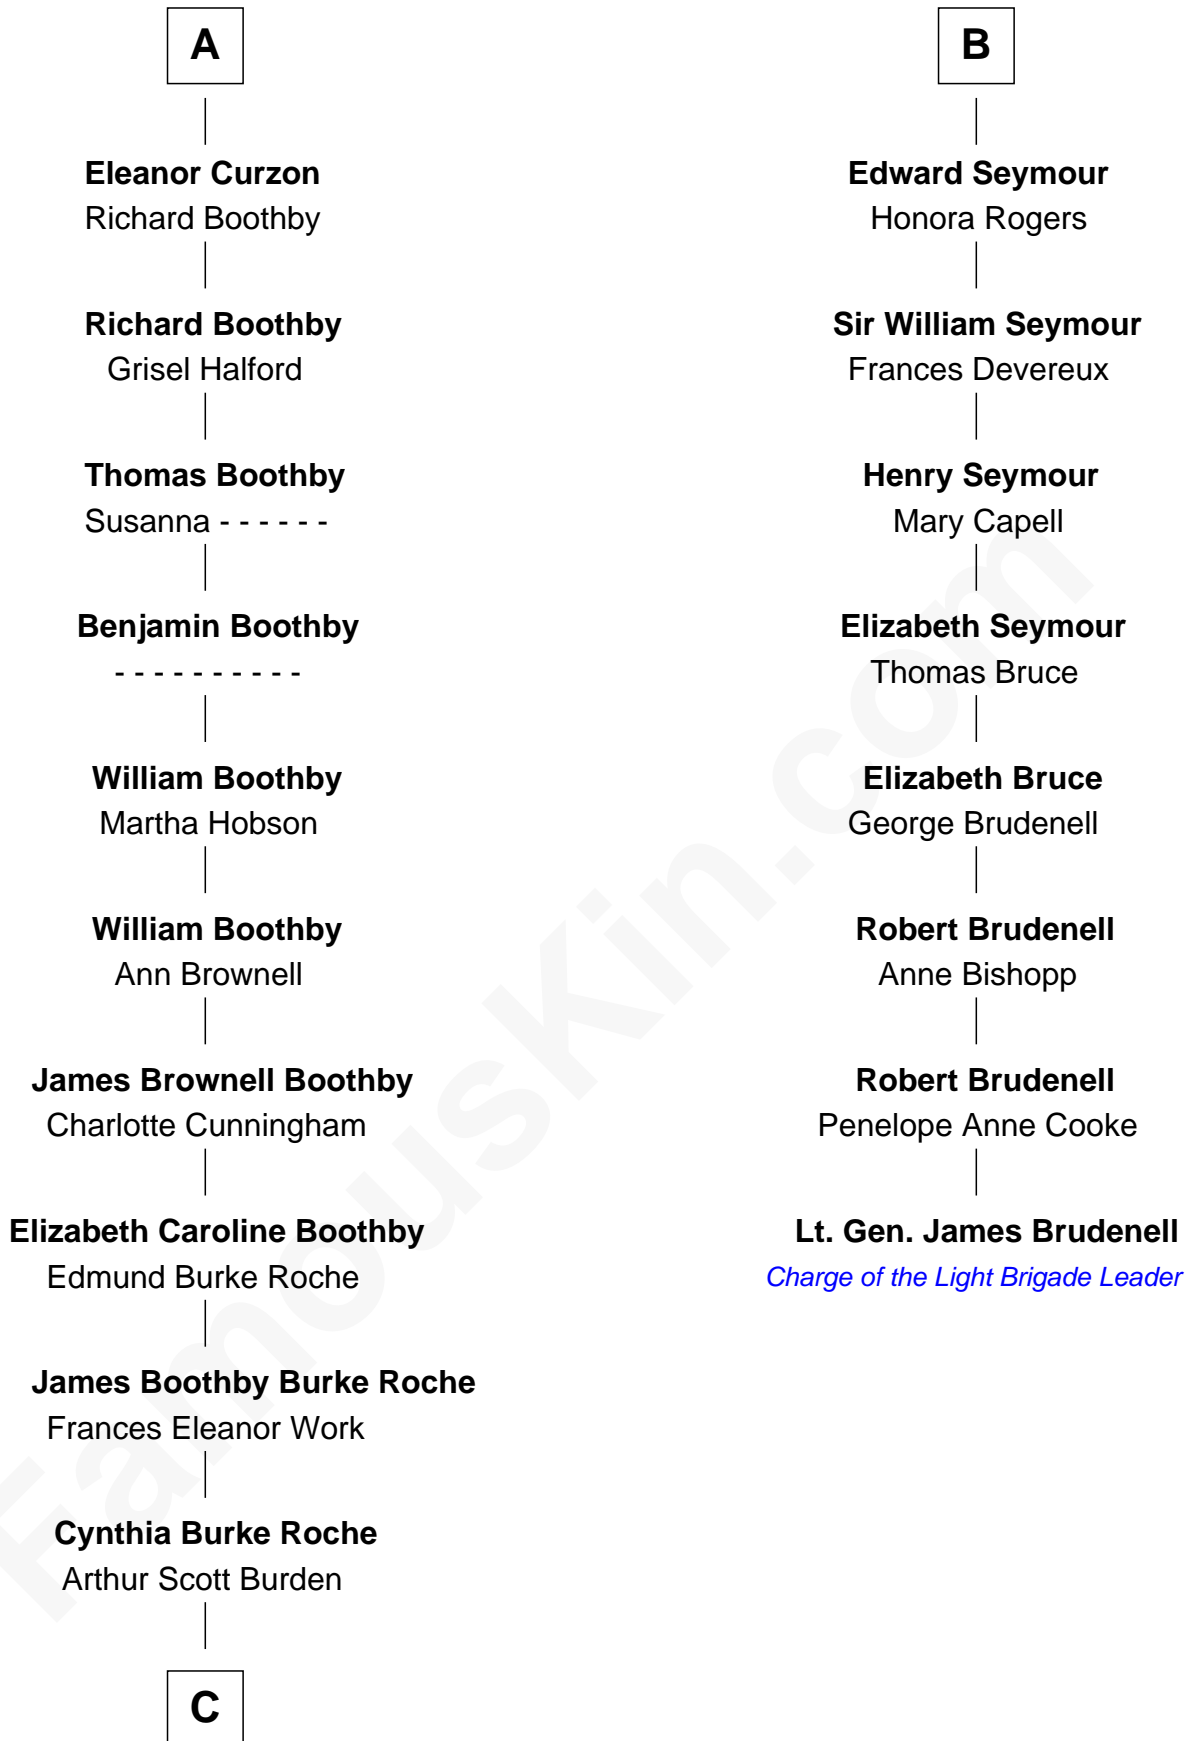 A
Eleanor Curzon
Richard Boothby
Richard Boothby
Grisel Halford
Thomas Boothby
Susanna - - - - - -
Benjamin Boothby
- - - - - - - - - -
William Boothby
Martha Hobson
William Boothby
Ann Brownell
James Brownell Boothby
Charlotte Cunningham
Elizabeth Caroline Boothby
Edmund Burke Roche
James Boothby Burke Roche
Frances Eleanor Work
Cynthia Burke Roche
Arthur Scott Burden
C
B
Edward Seymour
Honora Rogers
Sir William Seymour
Frances Devereux
Henry Seymour
Mary Capell
Elizabeth Seymour
Thomas Bruce
Elizabeth Bruce
George Brudenell
Robert Brudenell
Anne Bishopp
Robert Brudenell
Penelope Anne Cooke
Lt. Gen. James Brudenell
Charge of the Light Brigade Leader
FamousKin.com